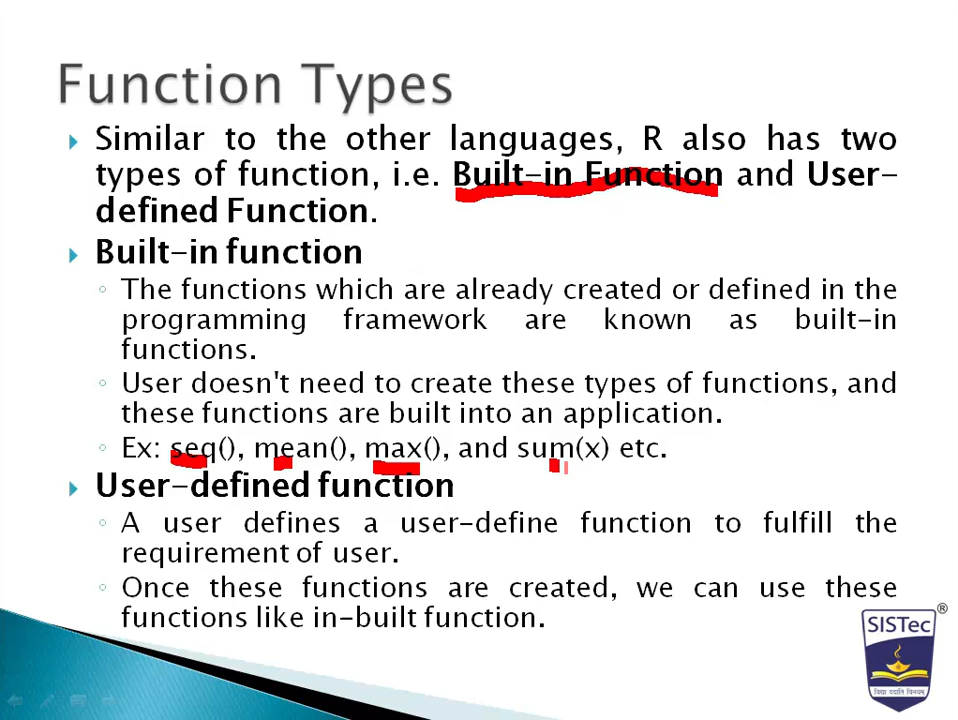 Function Types
Similar to the other languages, R also has two
types of function, i.e. Built-in Function and User-
defined Function.
Built-in function
The functions which are already created or defined in the
programming framework are known as built-in
functions.
User doesn't need to create these types of functions, and
these functions are built into an application.
Ex: seq(), mean(), max(), and sum(x) etc.
User-defined function
A user defines a user-define function to fulfill the
requirement of user.
Once these functions are created, we can use these
functions like in-built function.
®
SISTec
विद्या ददाति विनयम्